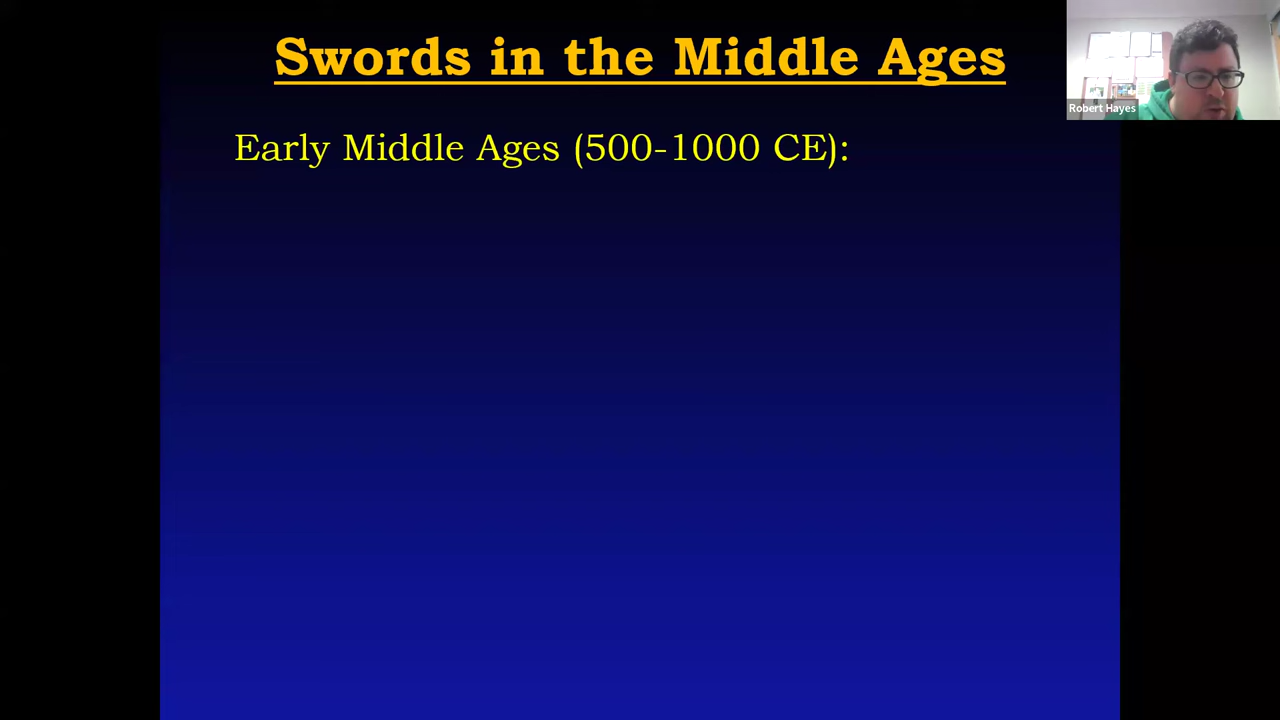 Swords in the Middle Ages
Early Middle Ages (500-1000 CE):
Robert Hayes